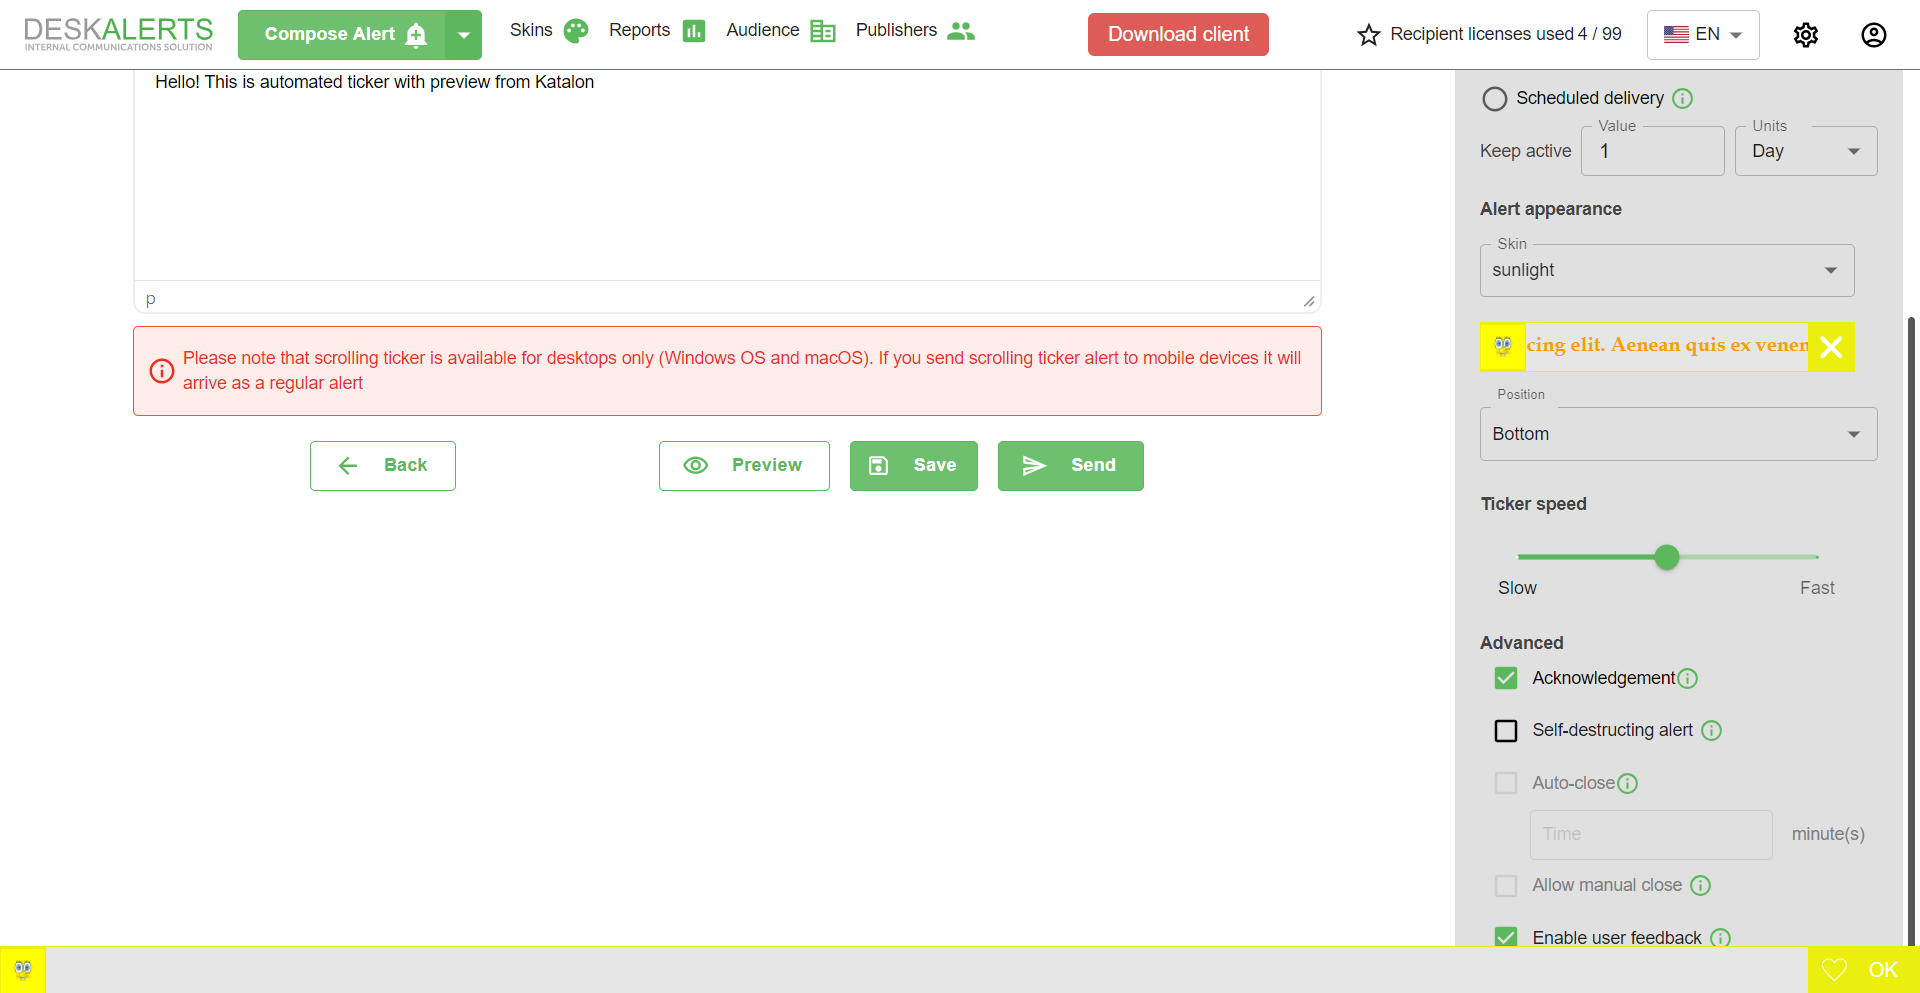 DESKALERTS
INTERNAL COMMUNICATIONS SOLUTION
Compose Alert
Skins
Reports
Audience
Publishers
Download client
Recipient licenses used 4 / 99
EN
Hello! This is automated ticker with preview from Katalon
p
Please note that scrolling ticker is available for desktops only (Windows OS and macOS). If you send scrolling ticker alert to mobile devices it will
arrive as a regular alert
Back
Preview
Save
Send
Scheduled delivery
Keep active
Value
1
Units
Day
Alert appearance
Skin
sunlight
cing elit. Aenean quis ex venen
Position
Bottom
Ticker speed
Slow
Fast
Advanced
Acknowledgement
Self-destructing alert
Auto-close
Time
minute(s)
Allow manual close
Enable user feedback
OK